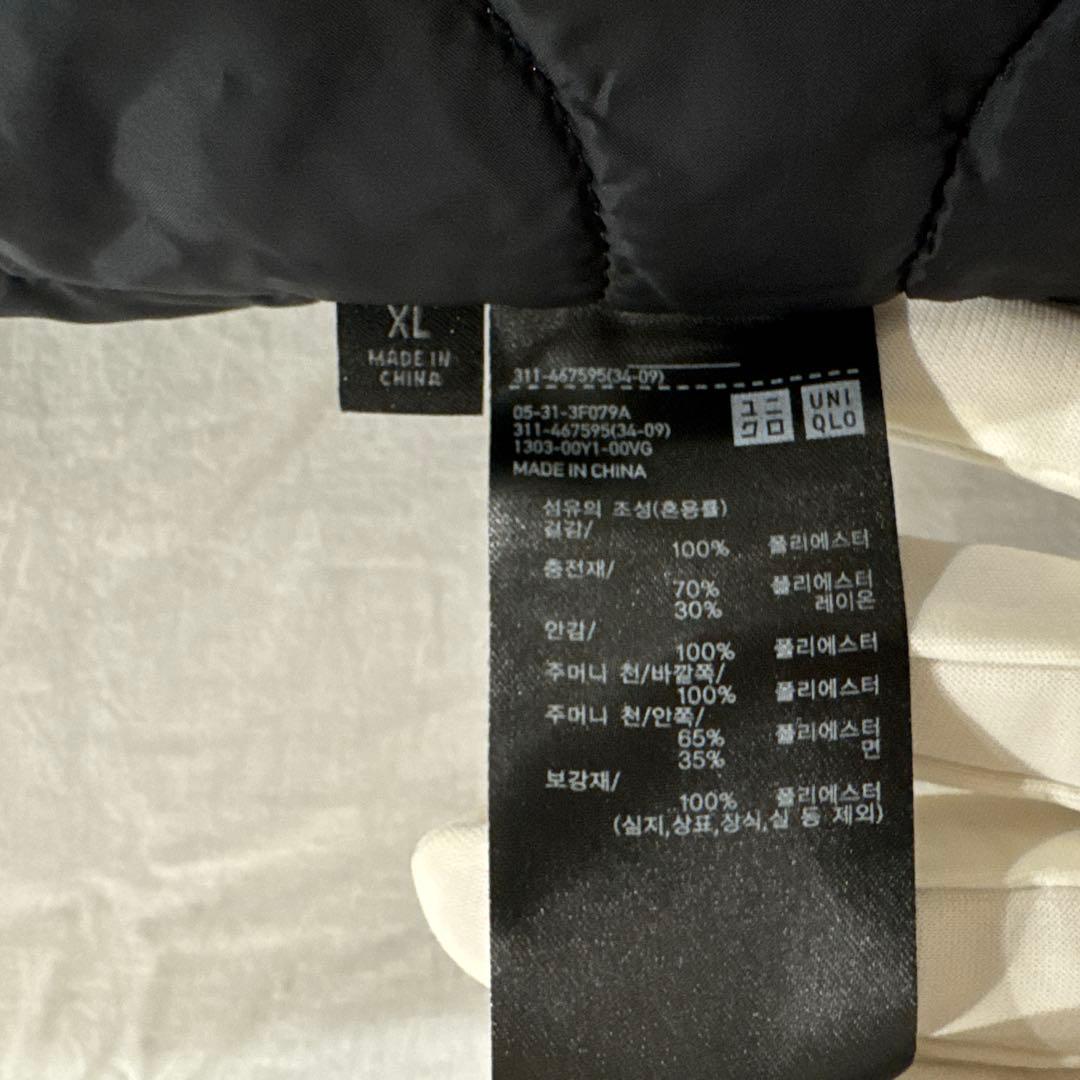 XL
MADE IN
CHINA
311-467595(34-09)
05-31-3F079A
311-467595(34-09)
1303-00Y1-00VG
MADE IN CHINA
ユニ
クロ
UNI
QLO
섬유의 조성(혼용률)
겉감/
100% 폴리에스터
충전재/
70% 폴리에스터
30% 레이온
안감/
100% 폴리에스터
주머니 천/바깥쪽/
100% 폴리에스터
주머니 천/안쪽/
65% 폴리에스터
35% 면
보강재/
100% 폴리에스터
(심지,상표,장식,실 등 제외)